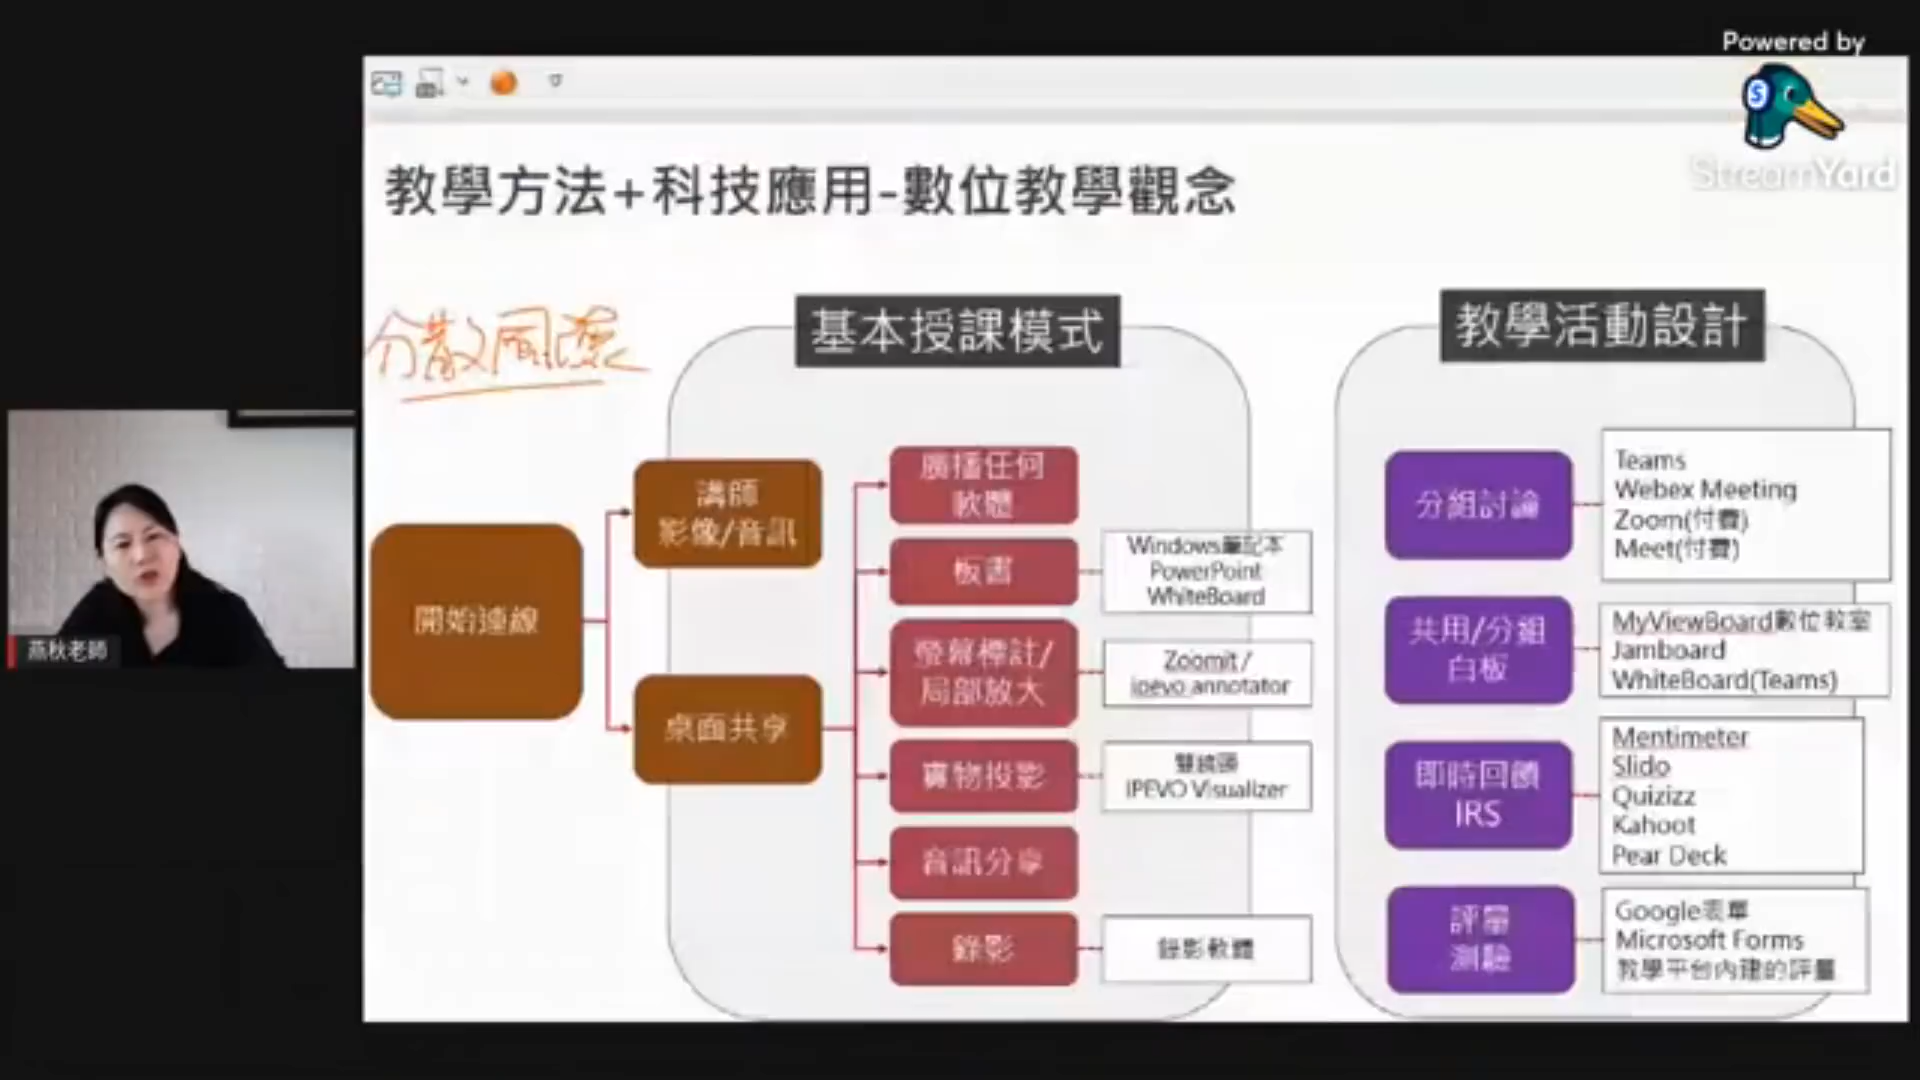 Powered by
StreamYard
教學方法+科技應用-數位教學觀念
分散風險
基本授課模式
開始連線
講師
影像/音訊
桌面共享
廣播任何
軟體
板書
Windows筆記本
PowerPoint
WhiteBoard
螢幕標註/
局部放大
Zoomit /
ipevo annotator
實物投影
雙鏡頭
IPEVO Visualizer
音訊分享
錄影
錄影軟體
教學活動設計
分組討論
Teams
Webex Meeting
Zoom(付費)
Meet(付費)
共用/分組
白板
MyViewBoard數位教室
Jamboard
WhiteBoard(Teams)
即時回饋
IRS
Mentimeter
Slido
Quizizz
Kahoot
Pear Deck
評量
測驗
Google表單
Microsoft Forms
教學平台內建的評量
燕秋老師